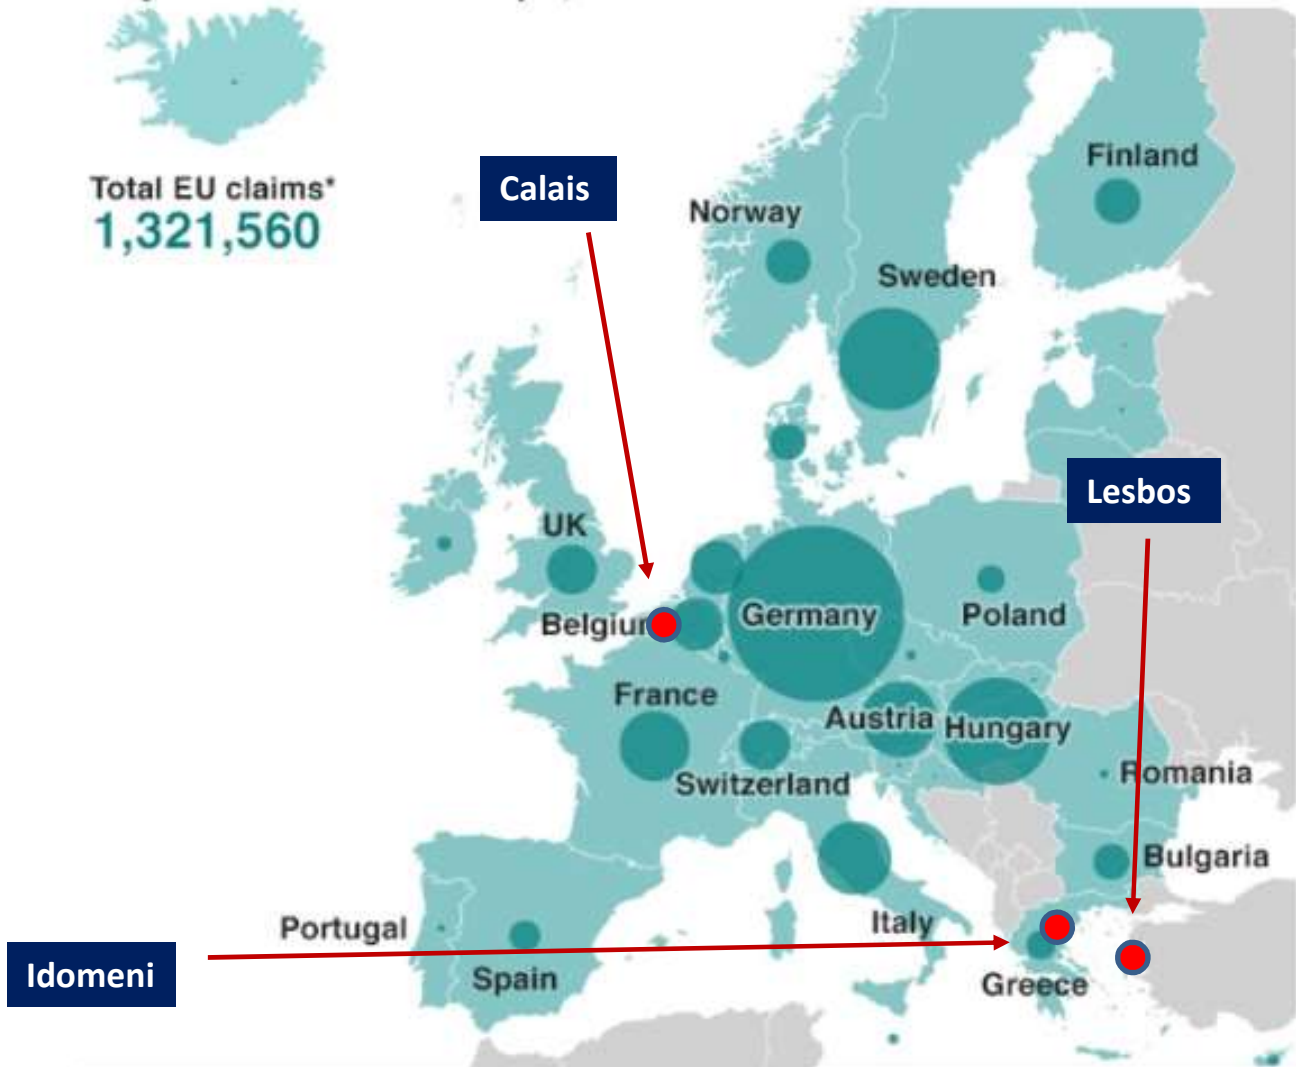 Total EU claims*
1,321,560
Calais
Finland
Norway
Sweden
Lesbos
UK
Germany
Poland
France
Austria
Hungary
Switzerland
Romania
Bulgaria
Portugal
Italy
Idomeni
Spain
Greece